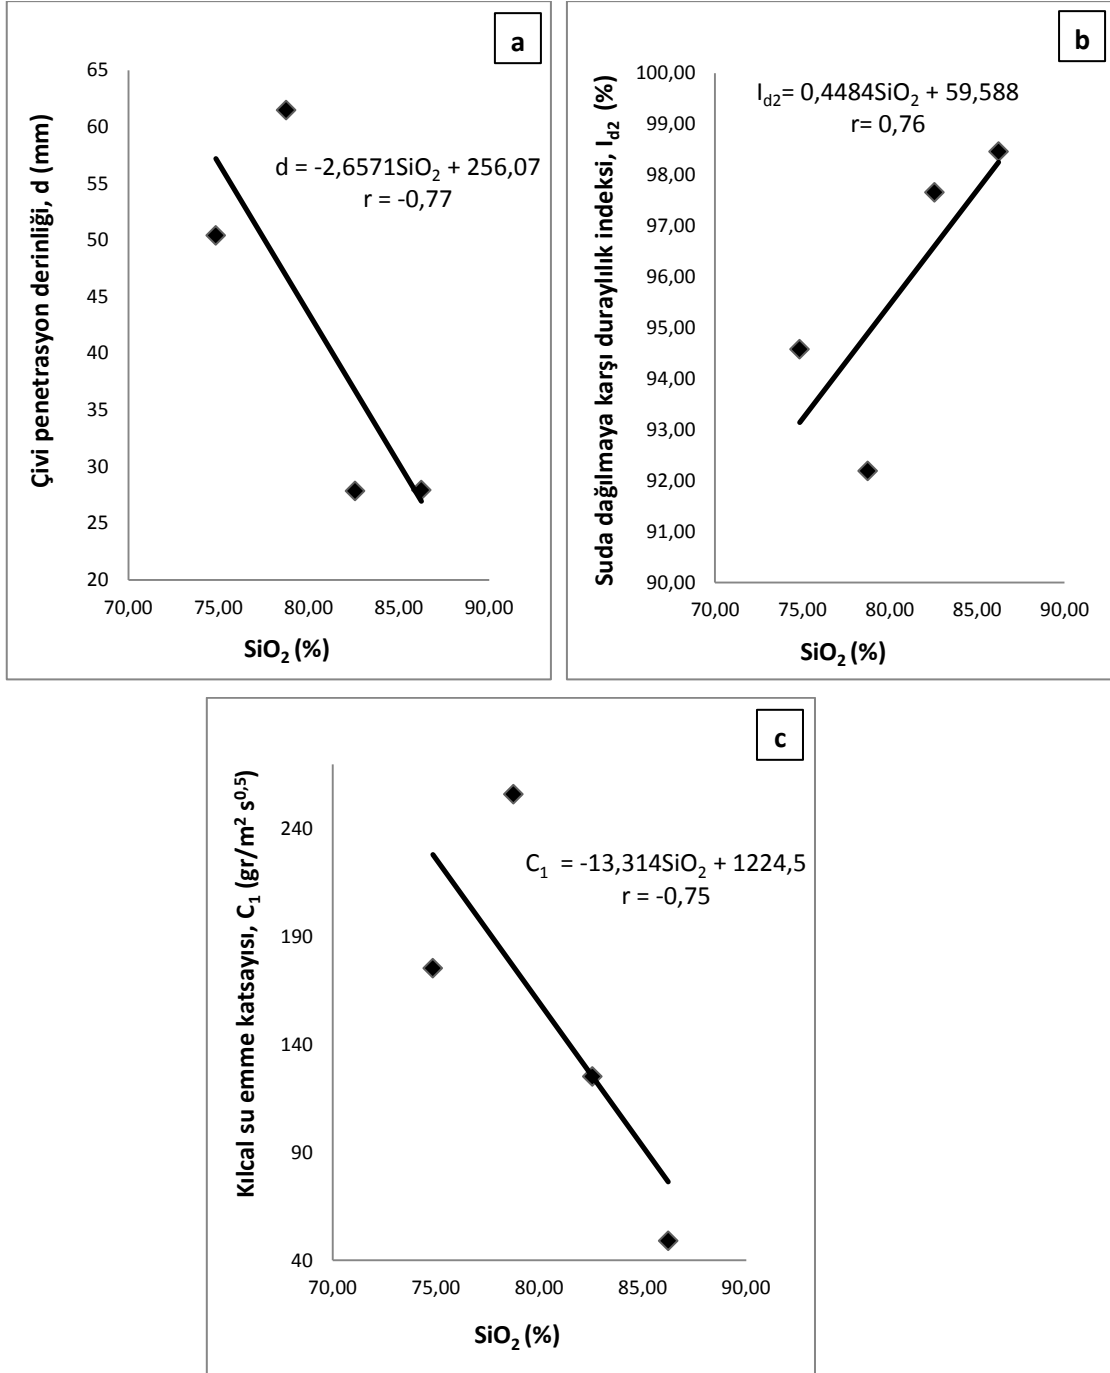 a
65
60
55
50
45
40
35
30
25
20
Çivi penetrasyon derinliği, d (mm)
d = -2,6571SiO₂ + 256,07
r = -0,77
70,00 75,00 80,00 85,00 90,00
SiO₂ (%)
b
100,00
99,00
98,00
97,00
96,00
95,00
94,00
93,00
92,00
91,00
90,00
Suda dağılmaya karşı duraylılık indeksi, I_d2 (%)
I_d2= 0,4484SiO₂ + 59,588
r= 0,76
70,00 75,00 80,00 85,00 90,00
SiO₂ (%)
c
240
190
140
90
40
Kılcal su emme katsayısı, C₁ (gr/m² s⁰,⁵)
C₁ = -13,314SiO₂ + 1224,5
r = -0,75
70,00 75,00 80,00 85,00 90,00
SiO₂ (%)